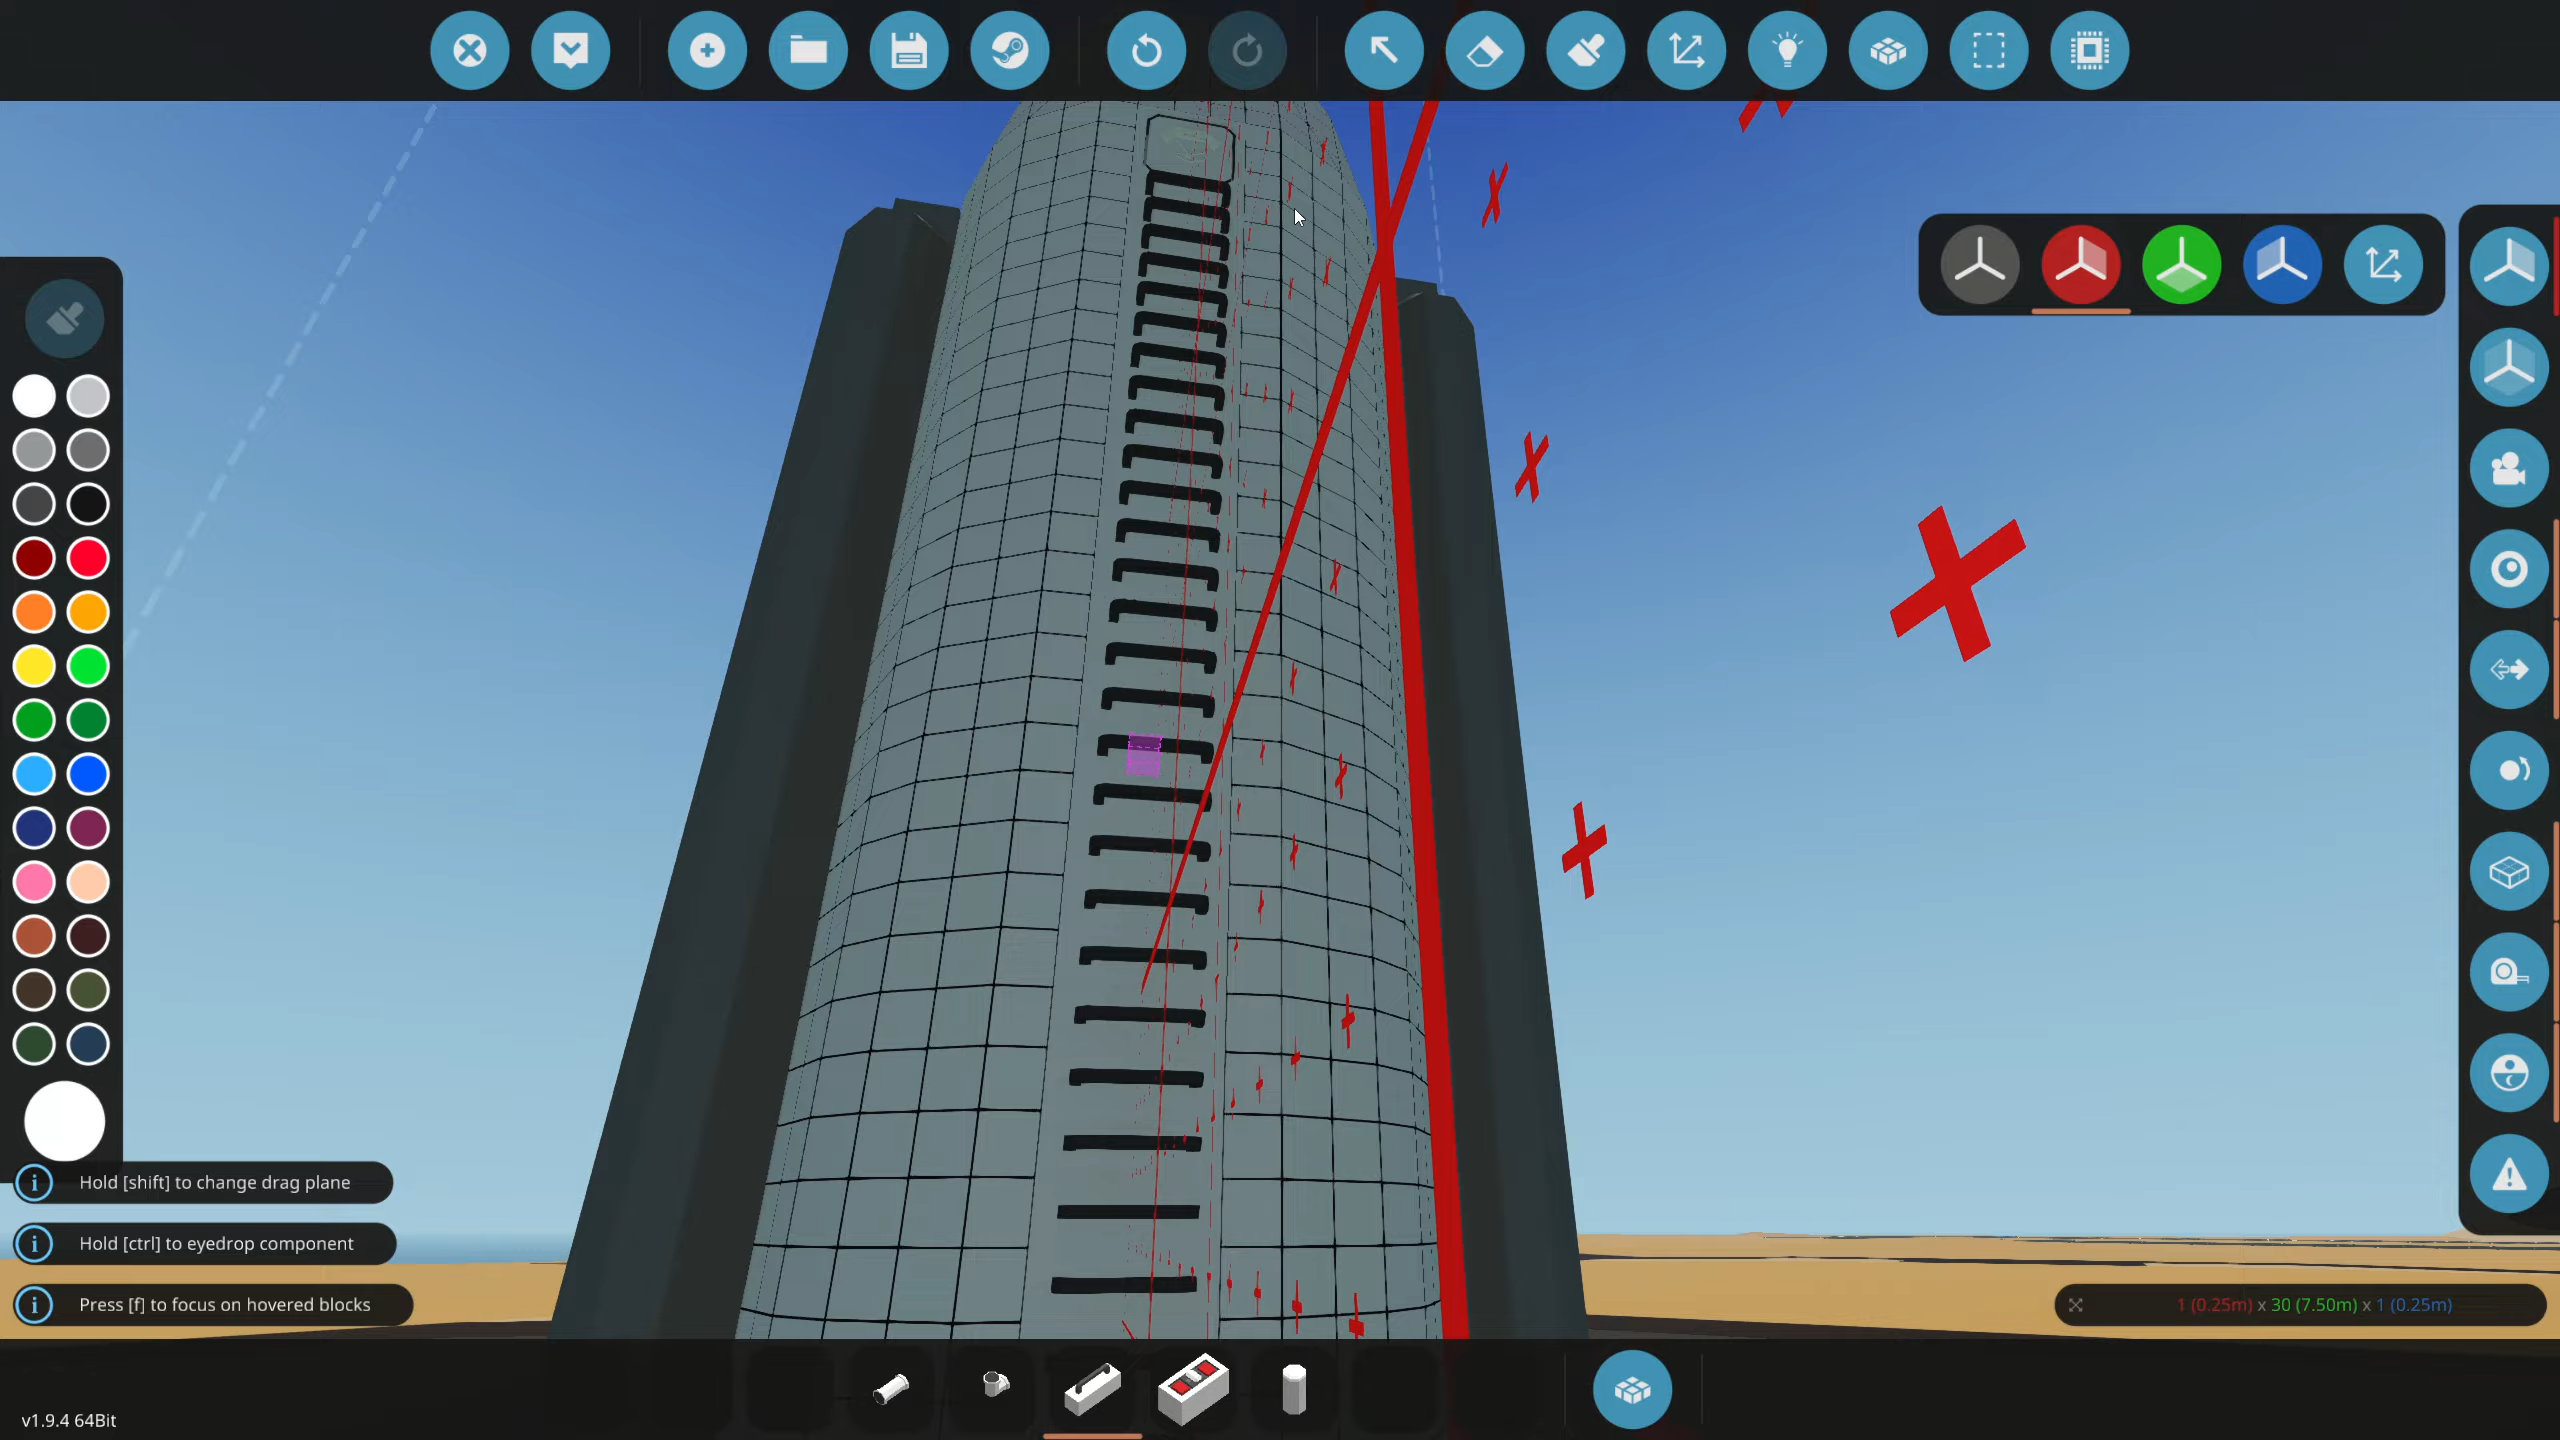 Hold [shift] to change drag plane
Hold [ctrl] to eyedrop component
Press [f] to focus on hovered blocks
1 (0.25m) x 30 (7.50m) x 1 (0.25m)
v1.9.4 64Bit